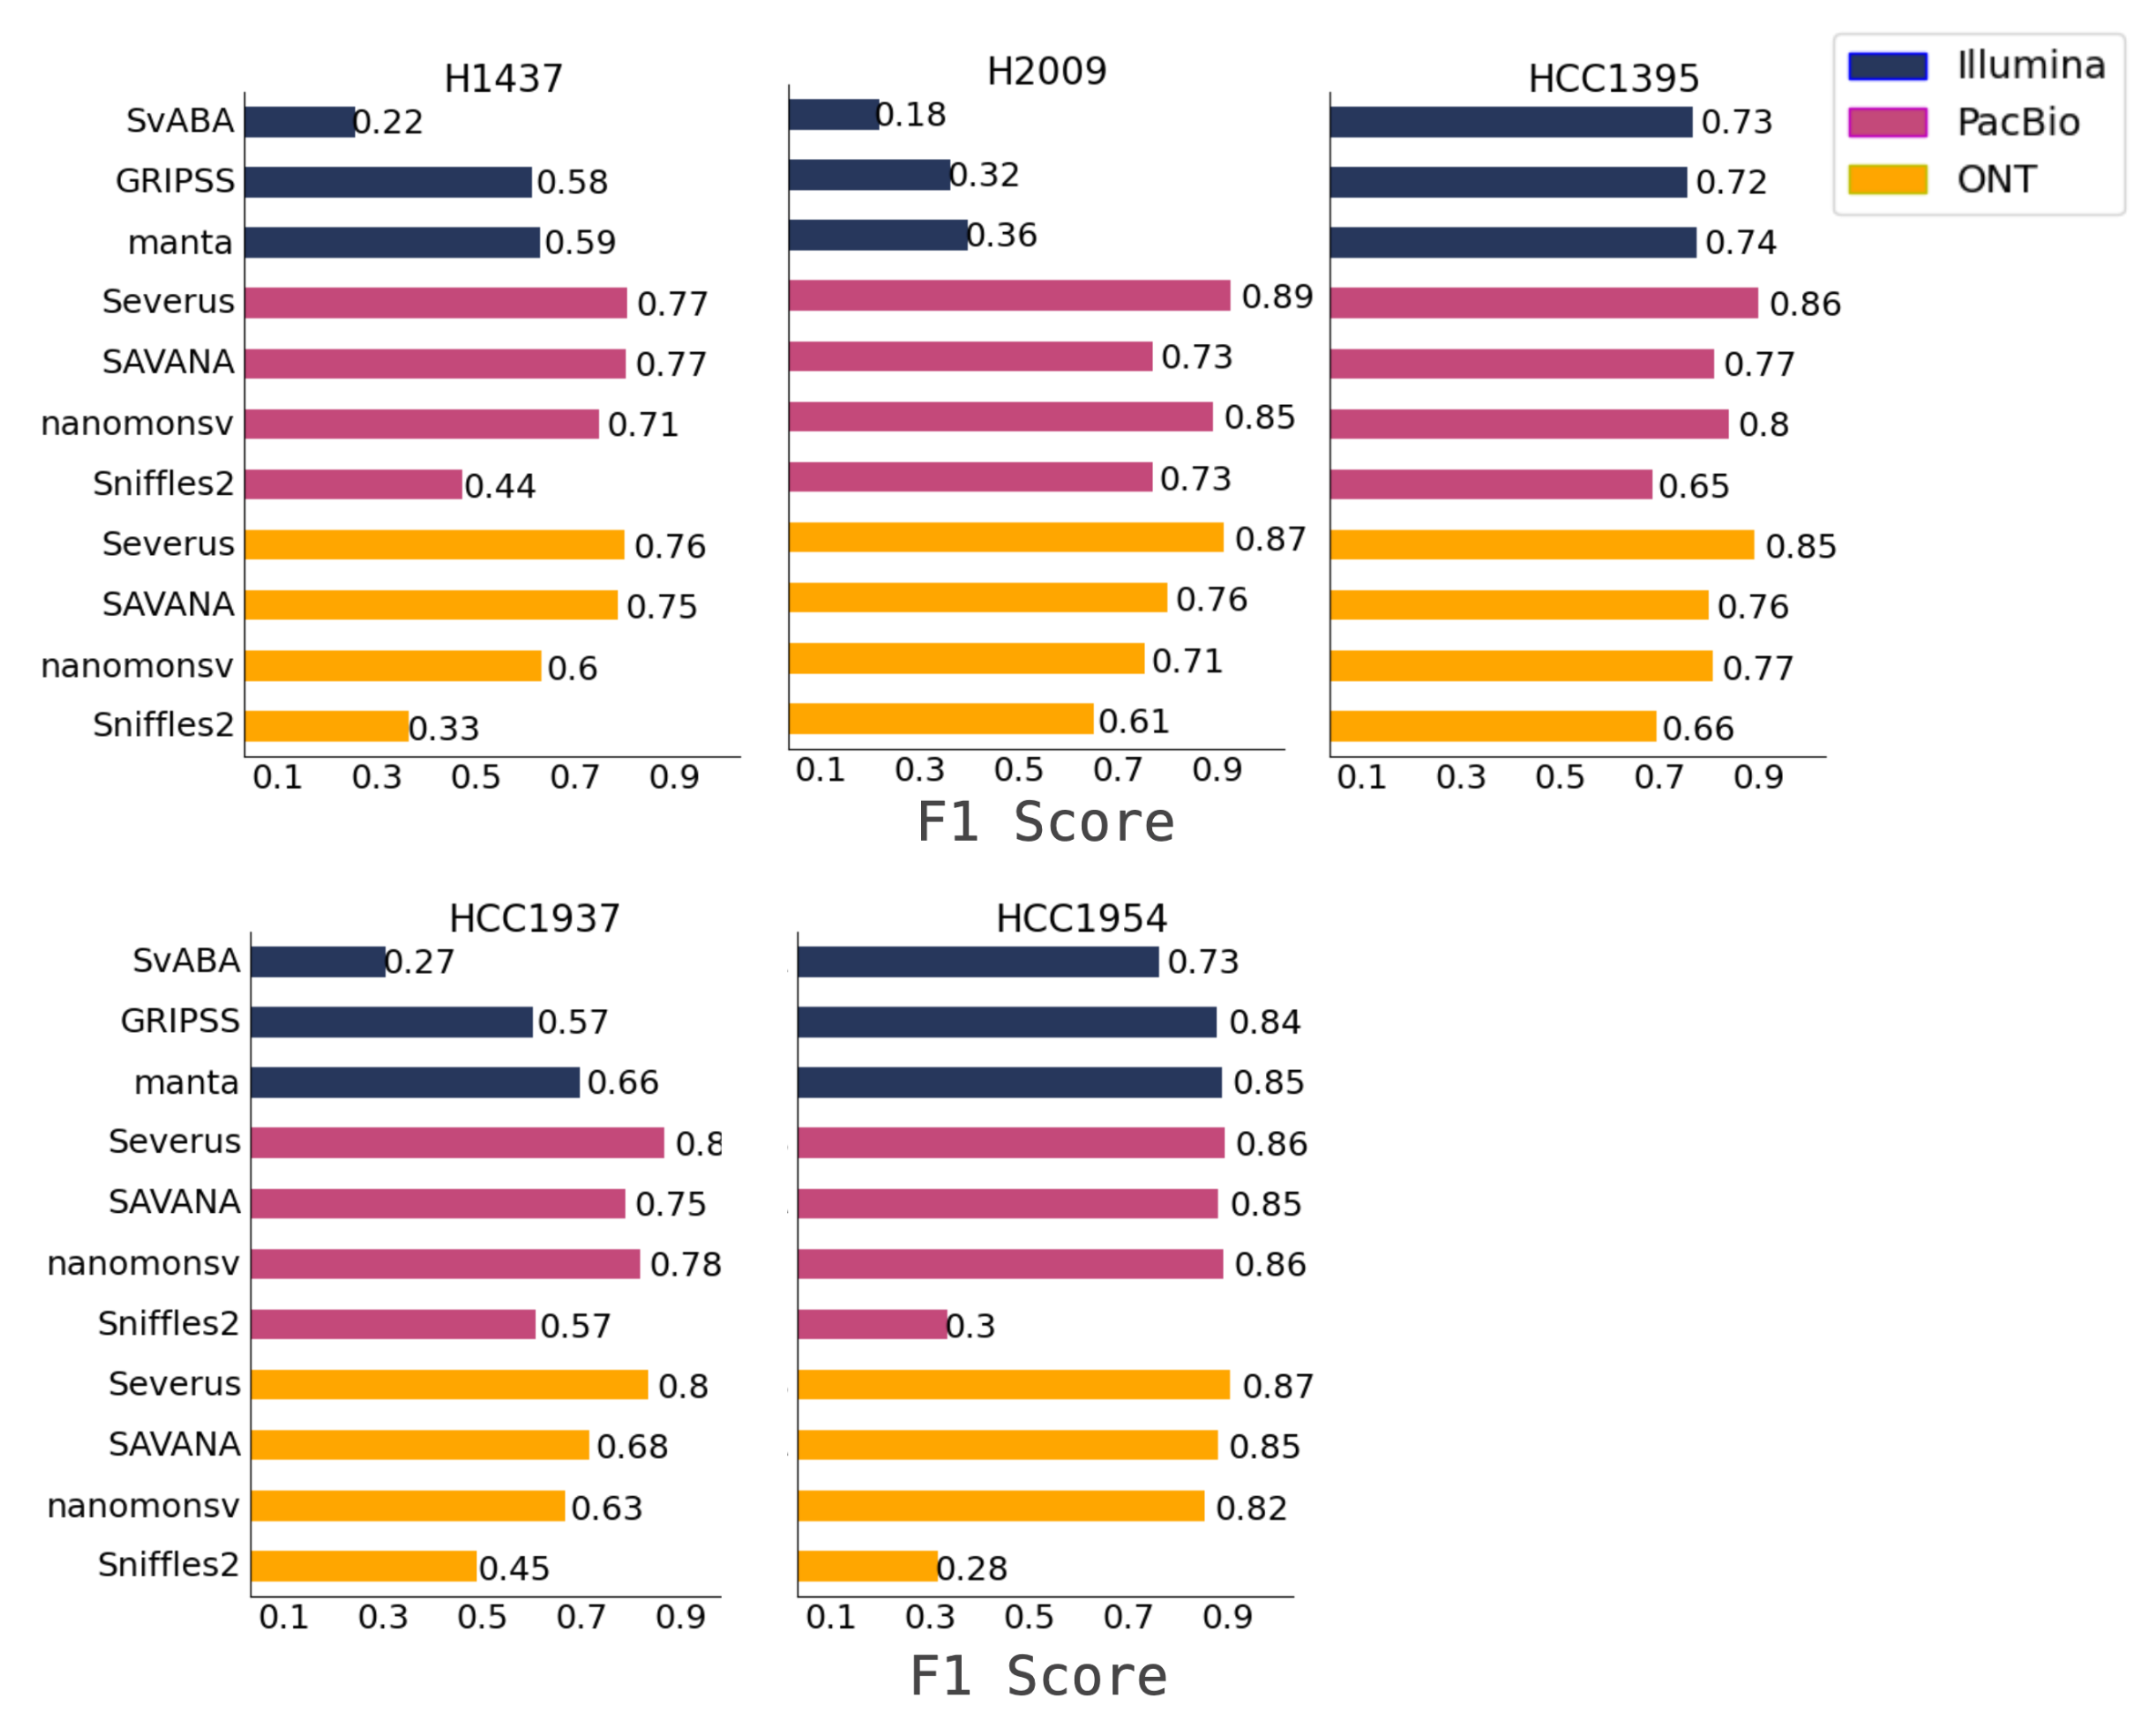 H1437 H2009 HCC1395
Illumina
PacBio
ONT
SvABA 0.22 0.18 0.73
GRIPSS 0.58 0.32 0.72
manta 0.59 0.36 0.74
Severus 0.77 0.89 0.86
SAVANA 0.77 0.73 0.77
nanomonsv 0.71 0.85 0.8
Sniffles2 0.44 0.73 0.65
Severus 0.76 0.87 0.85
SAVANA 0.75 0.76 0.76
nanomonsv 0.6 0.71 0.77
Sniffles2 0.33 0.61 0.66
0.1 0.3 0.5 0.7 0.9 0.1 0.3 0.5 0.7 0.9 0.1 0.3 0.5 0.7 0.9
F1 Score
HCC1937 HCC1954
SvABA 0.27 0.73
GRIPSS 0.57 0.84
manta 0.66 0.85
Severus 0.8 0.86
SAVANA 0.75 0.85
nanomonsv 0.78 0.86
Sniffles2 0.57 0.3
Severus 0.8 0.87
SAVANA 0.68 0.85
nanomonsv 0.63 0.82
Sniffles2 0.45 0.28
0.1 0.3 0.5 0.7 0.9 0.1 0.3 0.5 0.7 0.9
F1 Score